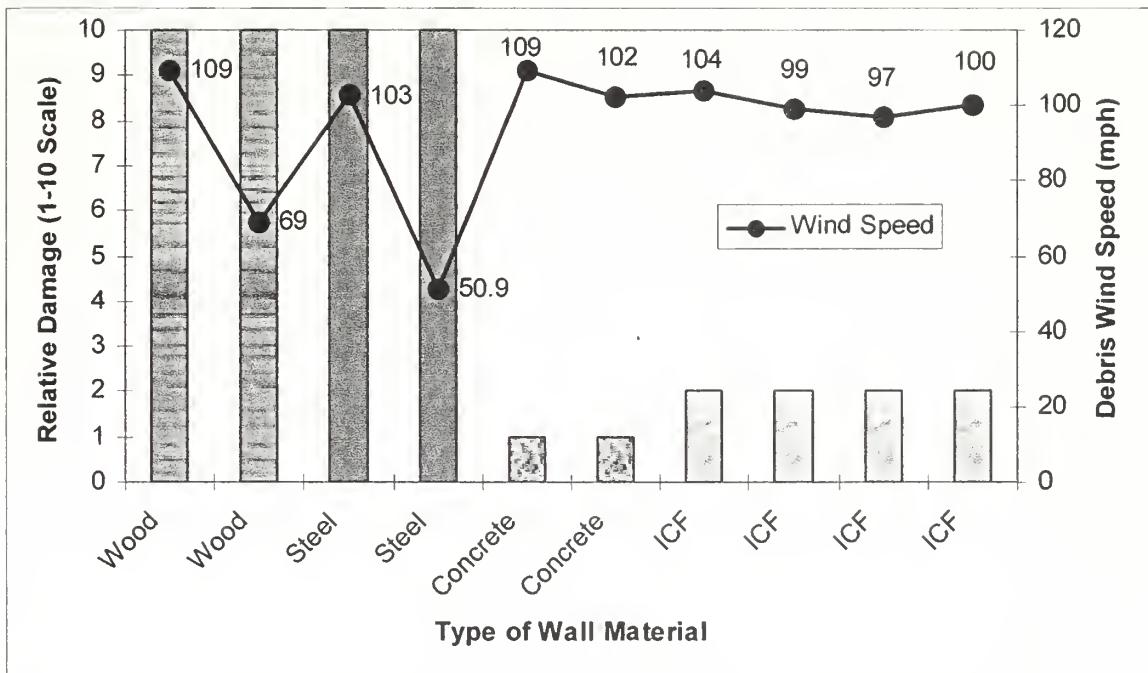 Relative Damage (1-10 Scale)
10
9
8
7
6
5
4
3
2
1
0
109
69
103
50.9
109
102
104
99
97
100
Wind Speed
120
100
80
60
40
20
0
Debris Wind Speed (mph)
Wood
Wood
Steel
Steel
Concrete
Concrete
ICF
ICF
ICF
ICF
Type of Wall Material